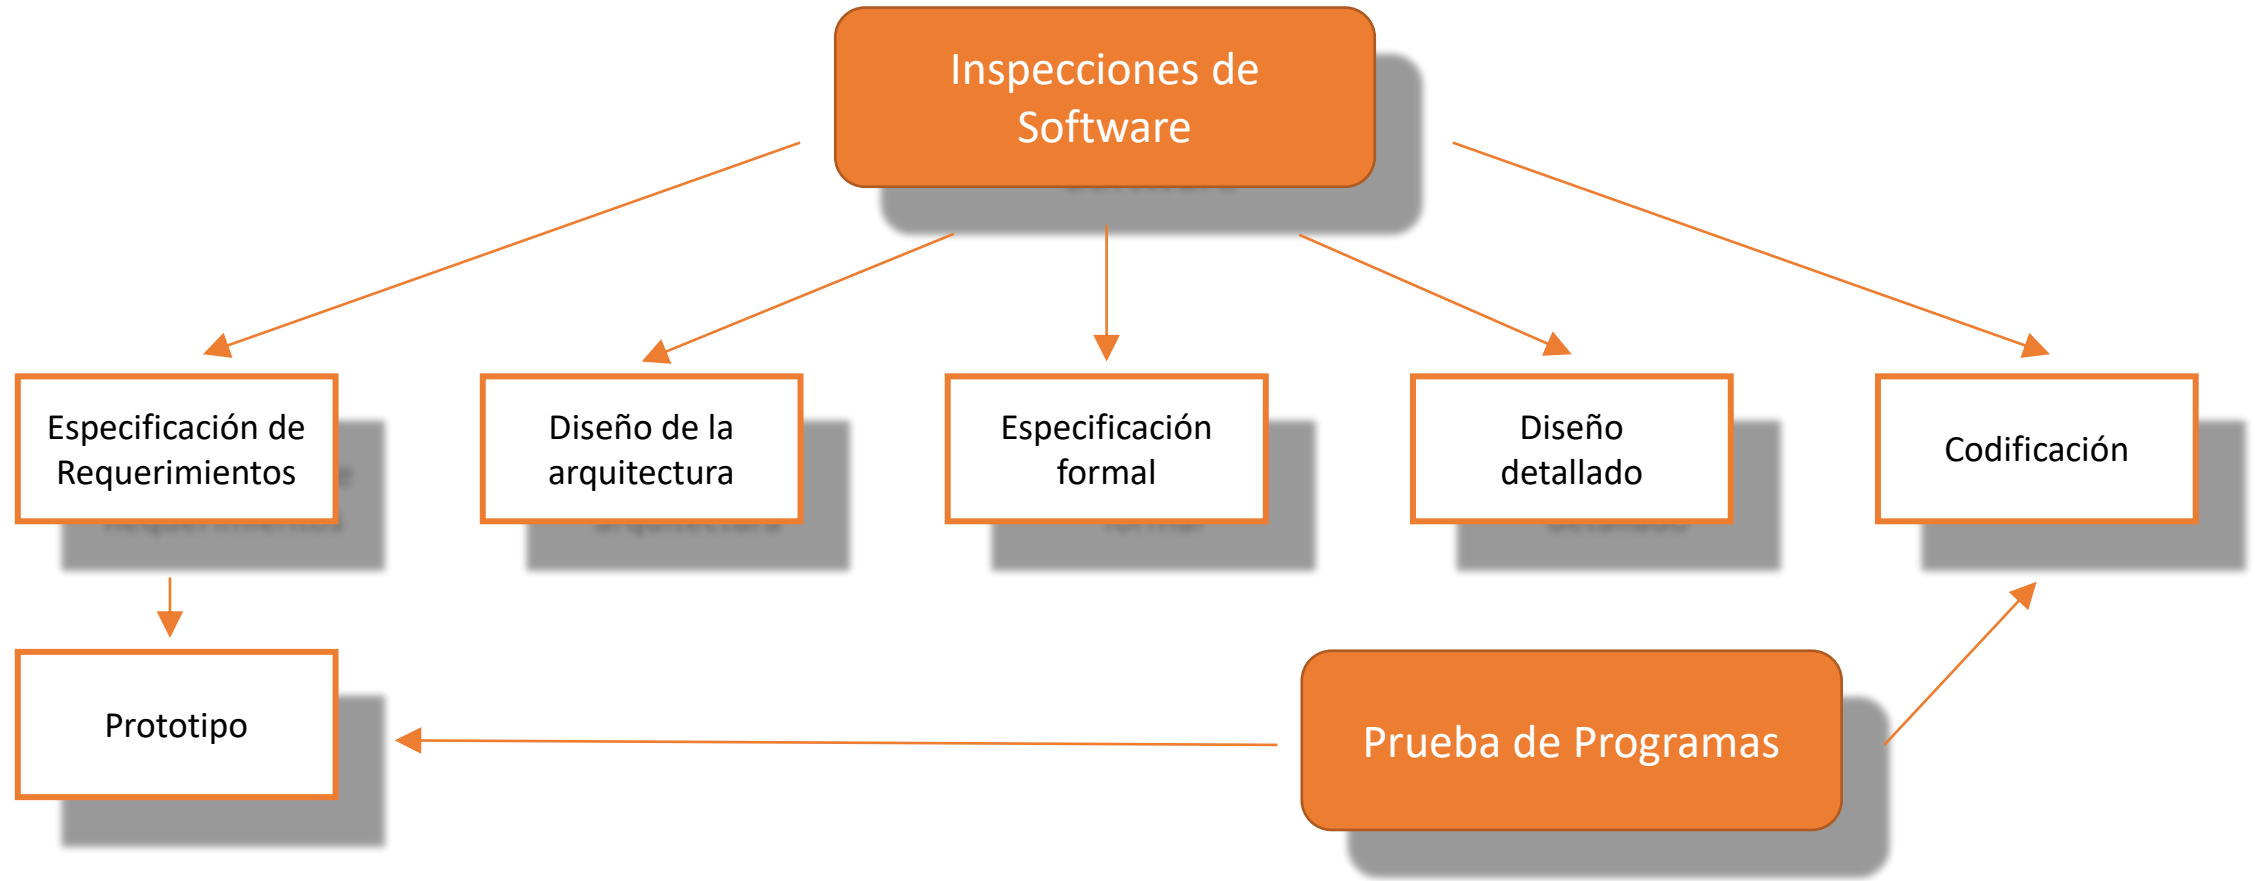 Inspecciones de
Software
Especificación de
Requerimientos
Diseño de la
arquitectura
Especificación
formal
Diseño
detallado
Codificación
Prototipo
Prueba de Programas